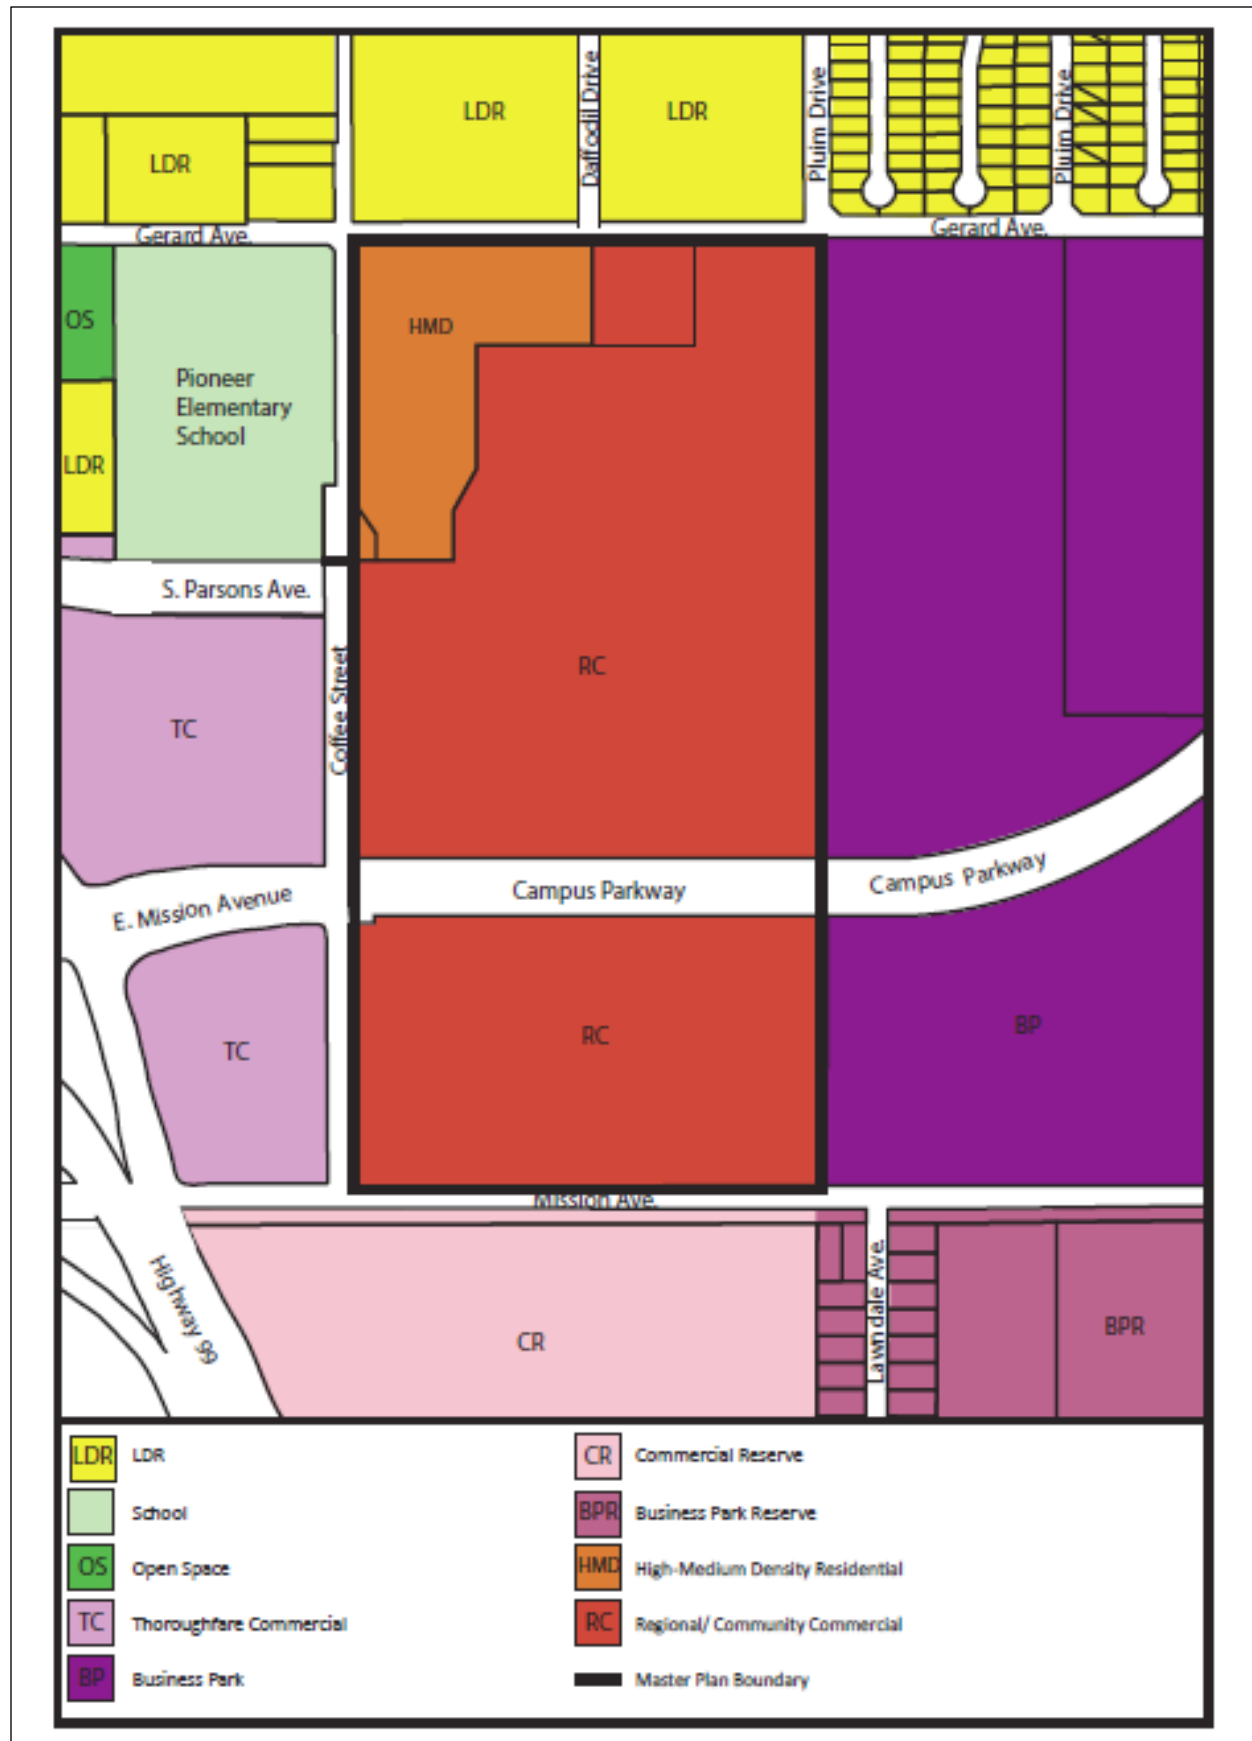 LDR
LDR
LDR
Daffodil Drive
Pluim Drive
Pluim Drive
Gerard Ave.
Gerard Ave.
OS
HMD
Pioneer
Elementary
School
LDR
S. Parsons Ave.
RC
Coffee Street
TC
Campus Parkway
Campus Parkway
E. Mission Avenue
BP
RC
TC
Mission Ave.
Highway 99
Lawndale Ave.
CR
BPR
LDR LDR
School
OS Open Space
TC Thoroughfare Commercial
BP Business Park
CR Commercial Reserve
BPR Business Park Reserve
HMD High-Medium Density Residential
RC Regional/ Community Commercial
Master Plan Boundary